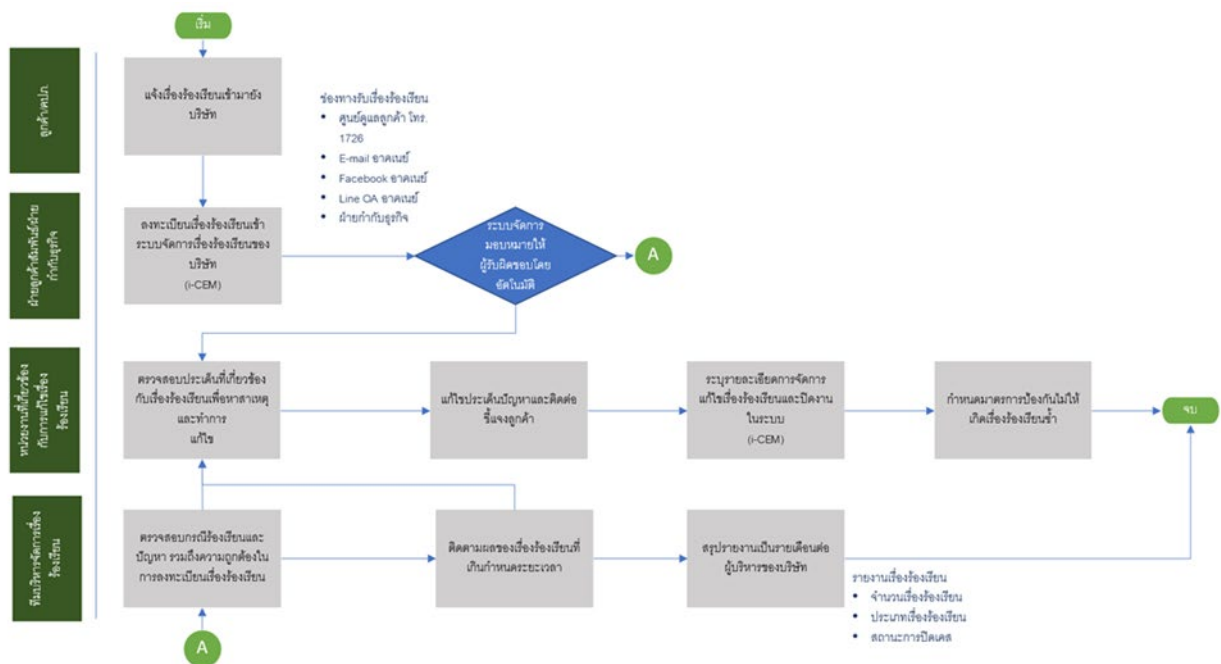 เริ่ม
ลูกค้า/คปภ.
แจ้งเรื่องร้องเรียนเข้ามายัง
บริษัท
ช่องทางรับเรื่องร้องเรียน
• ศูนย์ดูแลลูกค้า โทร.
1726
• E-mail อาคเนย์
• Facebook อาคเนย์
• Line OA อาคเนย์
• ฝ่ายกำกับธุรกิจ
ฝ่ายลูกค้าสัมพันธ์/ฝ่าย
กำกับธุรกิจ
ลงทะเบียนเรื่องร้องเรียนเข้า
ระบบจัดการเรื่องร้องเรียนของ
บริษัท
(i-CEM)
ระบบจัดการ
มอบหมายให้
ผู้รับผิดชอบโดย
อัตโนมัติ
A
หน่วยงานที่เกี่ยวข้อง
กับการแก้ไขเรื่อง
ร้องเรียน
ตรวจสอบประเด็นที่เกี่ยวข้อง
กับเรื่องร้องเรียนเพื่อหาสาเหตุ
และทำการ
แก้ไข
แก้ไขประเด็นปัญหาและติดต่อ
ชี้แจงลูกค้า
ระบุรายละเอียดการจัดการ
แก้ไขเรื่องร้องเรียนและปิดงาน
ในระบบ
(i-CEM)
กำหนดมาตรการป้องกันไม่ให้
เกิดเรื่องร้องเรียนซ้ำ
จบ
ทีมบริหารจัดการเรื่อง
ร้องเรียน
ตรวจสอบกรณีร้องเรียนและ
ปัญหา รวมถึงความถูกต้องใน
การลงทะเบียนเรื่องร้องเรียน
ติดตามผลของเรื่องร้องเรียนที่
เกินกำหนดระยะเวลา
สรุปรายงานเป็นรายเดือนต่อ
ผู้บริหารของบริษัท
รายงานเรื่องร้องเรียน
• จำนวนเรื่องร้องเรียน
• ประเภทเรื่องร้องเรียน
• สถานะการปิดเคส
A